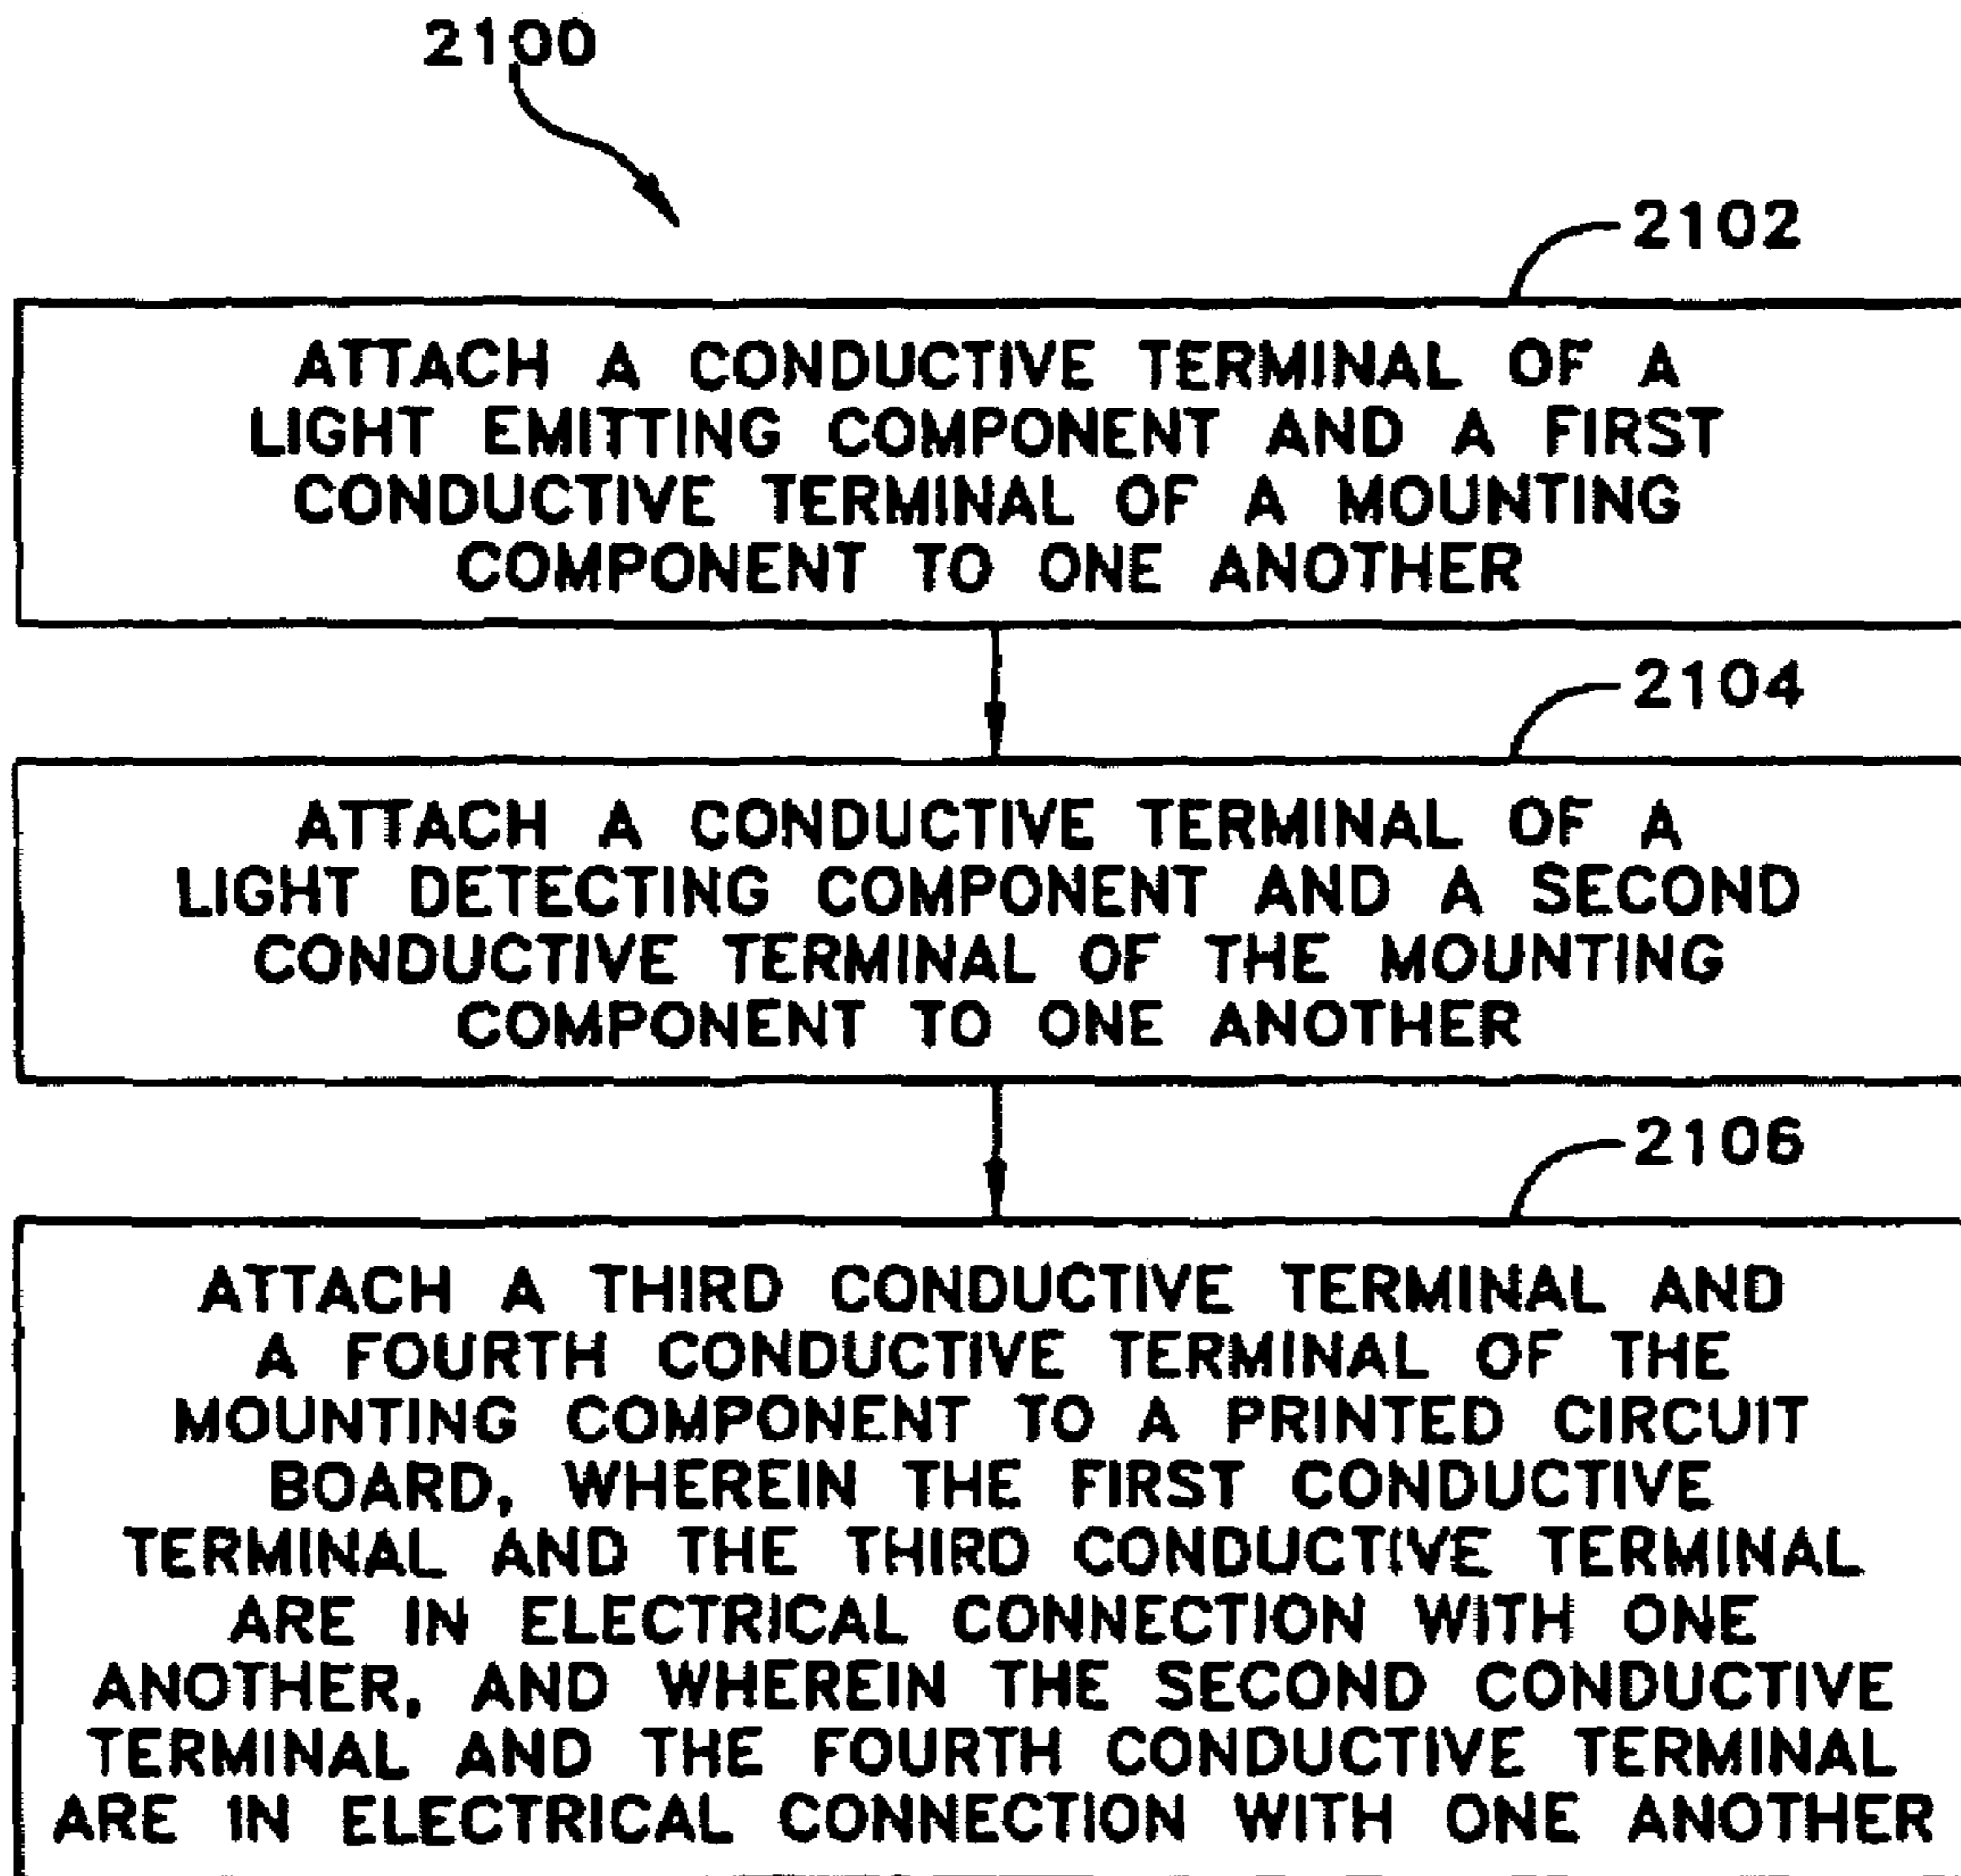 2100
2102
ATTACH A CONDUCTIVE TERMINAL OF A
LIGHT EMITTING COMPONENT AND A FIRST
CONDUCTIVE TERMINAL OF A MOUNTING
COMPONENT TO ONE ANOTHER
2104
ATTACH A CONDUCTIVE TERMINAL OF A
LIGHT DETECTING COMPONENT AND A SECOND
CONDUCTIVE TERMINAL OF THE MOUNTING
COMPONENT TO ONE ANOTHER
2106
ATTACH A THIRD CONDUCTIVE TERMINAL AND
A FOURTH CONDUCTIVE TERMINAL OF THE
MOUNTING COMPONENT TO A PRINTED CIRCUIT
BOARD, WHEREIN THE FIRST CONDUCTIVE
TERMINAL AND THE THIRD CONDUCTIVE TERMINAL
ARE IN ELECTRICAL CONNECTION WITH ONE
ANOTHER, AND WHEREIN THE SECOND CONDUCTIVE
TERMINAL AND THE FOURTH CONDUCTIVE TERMINAL
ARE IN ELECTRICAL CONNECTION WITH ONE ANOTHER